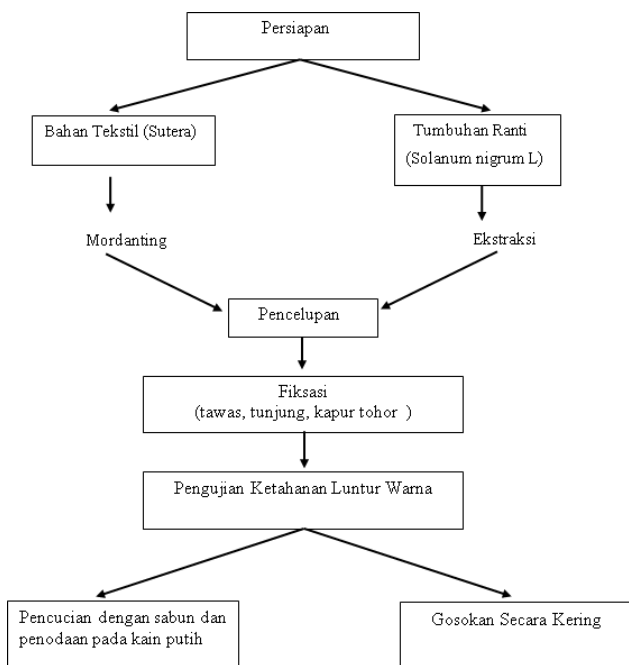 Persiapan
Bahan Tekstil (Sutera)
Tumbuhan Ranti
(Solanum nigrum L)
Mordanting
Ekstraksi
Pencelupan
Fiksasi
(tawas, tunjung, kapur tohor )
Pengujian Ketahanan Luntur Warna
Pencucian dengan sabun dan
penodaan pada kain putih
Gosokan Secara Kering